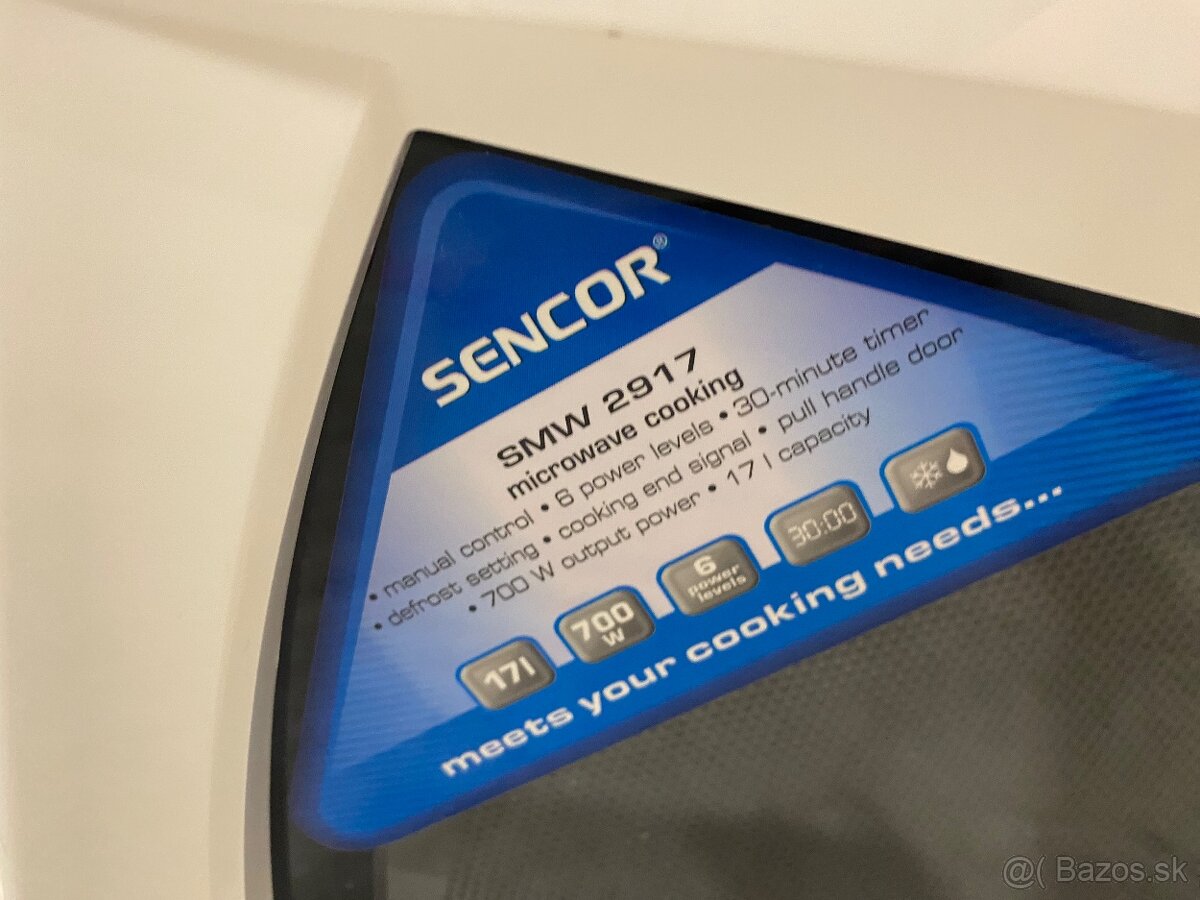 SENCOR®
SMW 2917
microwave cooking
• manual control • 6 power levels • 30-minute timer
• defrost setting • cooking end signal • pull handle door
• 700 W output power • 17 l capacity
17l
700
W
6
power
levels
30:00
meets your cooking needs...
@( Bazos.sk